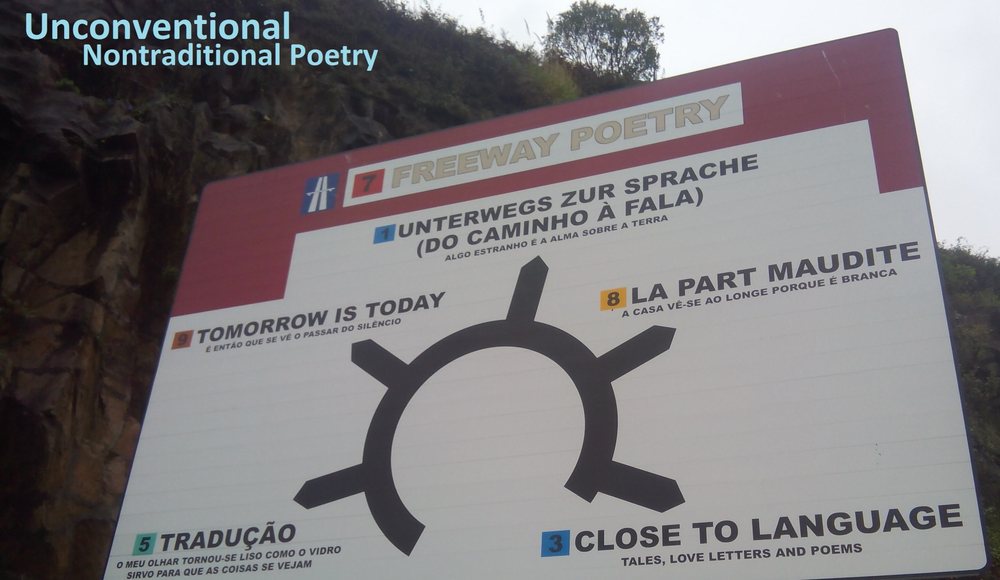 Unconventional
Nontraditional Poetry
7 FREEWAY POETRY
1 UNTERWEGS ZUR SPRACHE
(DO CAMINHO À FALA)
ALGO ESTRANHO É A ALMA SOBRE A TERRA
8 LA PART MAUDITE
A CASA VÊ-SE AO LONGE PORQUE É BRANCA
9 TOMORROW IS TODAY
É ENTÃO QUE SE VÊ O PASSAR DO SILÊNCIO
5 TRADUÇÃO
O MEU OLHAR TORNOU-SE LISO COMO O VIDRO
SIRVO PARA QUE AS COISAS SE VEJAM
3 CLOSE TO LANGUAGE
TALES, LOVE LETTERS AND POEMS